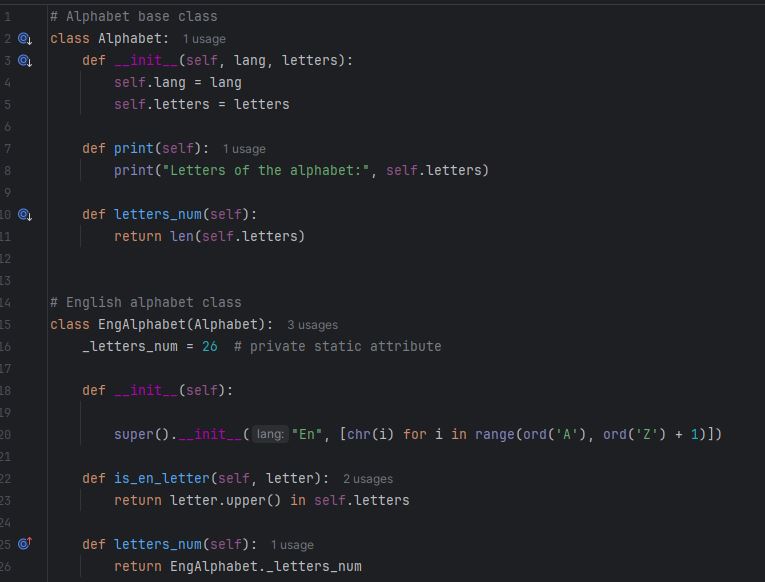 1 # Alphabet base class
2 class Alphabet: 1 usage
3     def __init__(self, lang, letters):
4         self.lang = lang
5         self.letters = letters
6
7     def print(self): 1 usage
8         print("Letters of the alphabet:", self.letters)
9
10     def letters_num(self):
11         return len(self.letters)
12
13
14 # English alphabet class
15 class EngAlphabet(Alphabet): 3 usages
16     _letters_num = 26  # private static attribute
17
18     def __init__(self):
19
20         super().__init__( lang: "En", [chr(i) for i in range(ord('A'), ord('Z') + 1)])
21
22     def is_en_letter(self, letter): 2 usages
23         return letter.upper() in self.letters
24
25     def letters_num(self): 1 usage
26         return EngAlphabet._letters_num